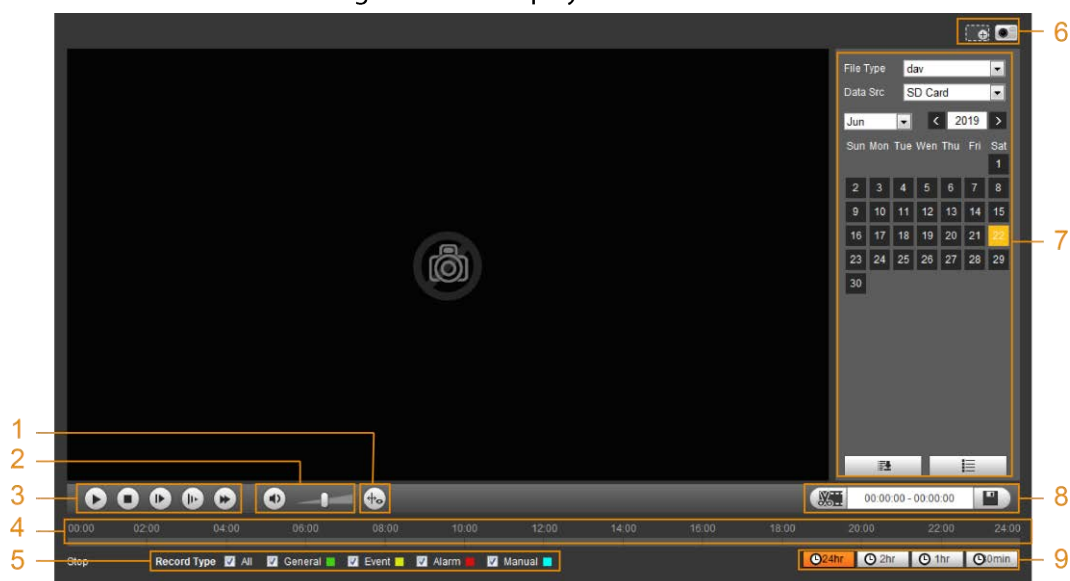 6
File Type dav
Data Src SD Card
Jun 2019
Sun Mon Tue Wen Thu Fri Sat
1
2 3 4 5 6 7 8
9 10 11 12 13 14 15
16 17 18 19 20 21 22
7
23 24 25 26 27 28 29
30
1
2
3
00:00:00 - 00:00:00 8
4 00:00 02:00 04:00 06:00 08:00 10:00 12:00 14:00 16:00 18:00 20:00 22:00 24:00
5 Stop Record Type All General Event Alarm Manual 24hr 2hr 1hr 0min 9